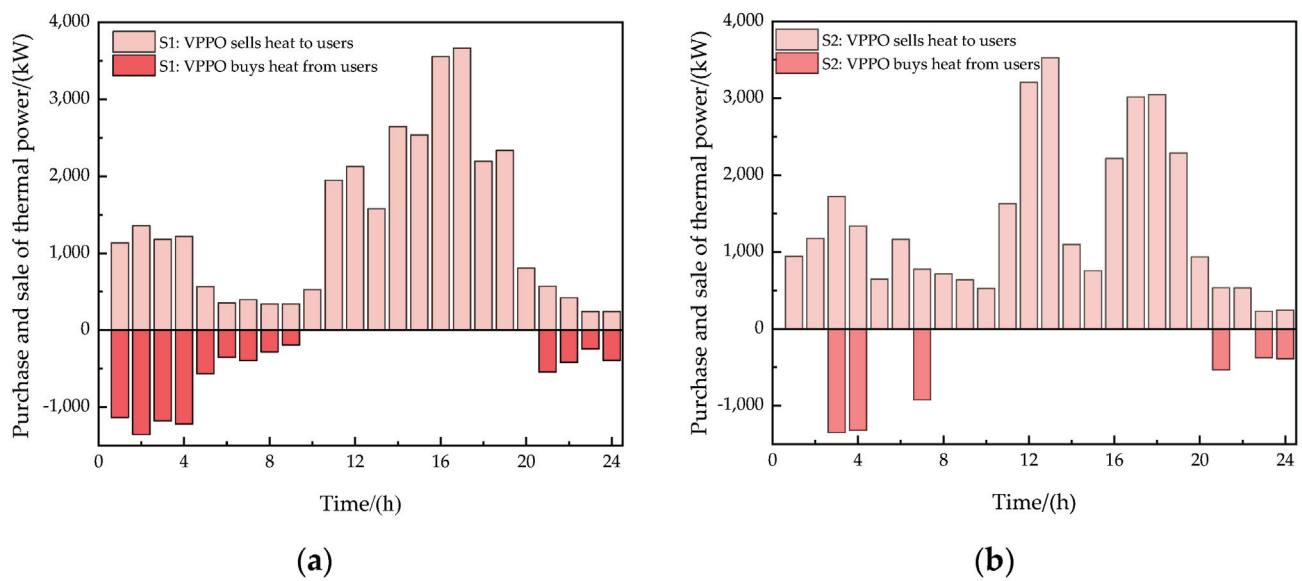 4,000
3,000
2,000
1,000
0
-1,000
Purchase and sale of thermal power/(kW)
S1: VPPO sells heat to users
S1: VPPO buys heat from users
0 4 8 12 16 20 24
Time/(h)
(a)
4,000
3,000
2,000
1,000
0
-1,000
Purchase and sale of thermal power/(kW)
S2: VPPO sells heat to users
S2: VPPO buys heat from users
0 4 8 12 16 20 24
Time/(h)
(b)